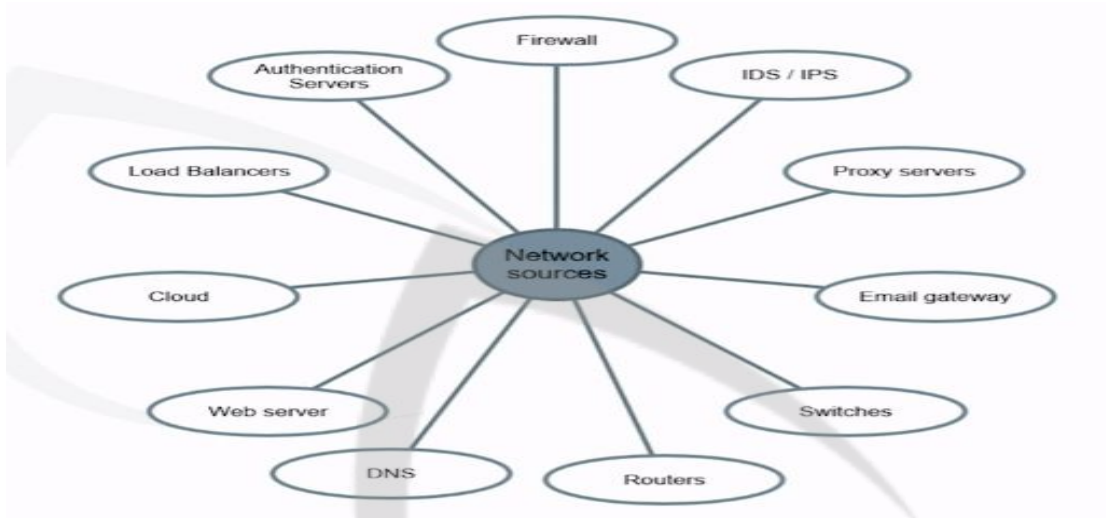 Firewall
Authentication
Servers
IDS / IPS
Load Balancers
Proxy servers
Network
sources
Cloud
Email gateway
Web server
Switches
DNS
Routers